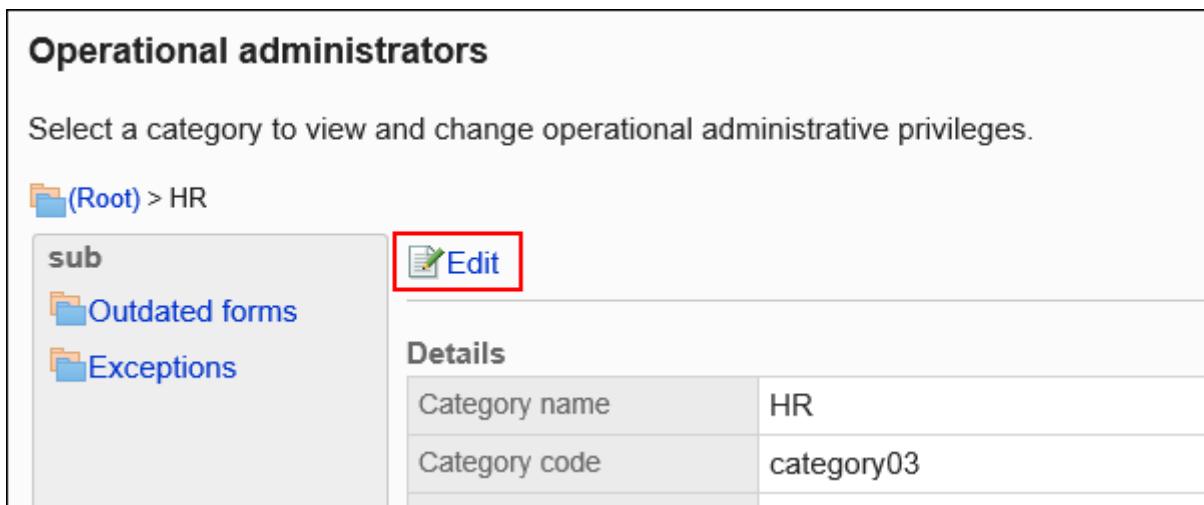 Operational administrators
Select a category to view and change operational administrative privileges.
(Root) > HR
sub
Outdated forms
Exceptions
Edit
Details
Category name HR
Category code category03